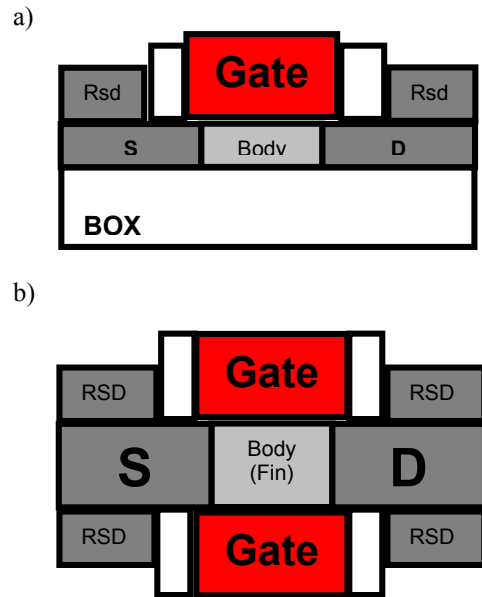 a)
Gate
Rsd Rsd
S Body D
BOX
b)
Gate
RSD RSD
S Body (Fin) D
RSD RSD
Gate